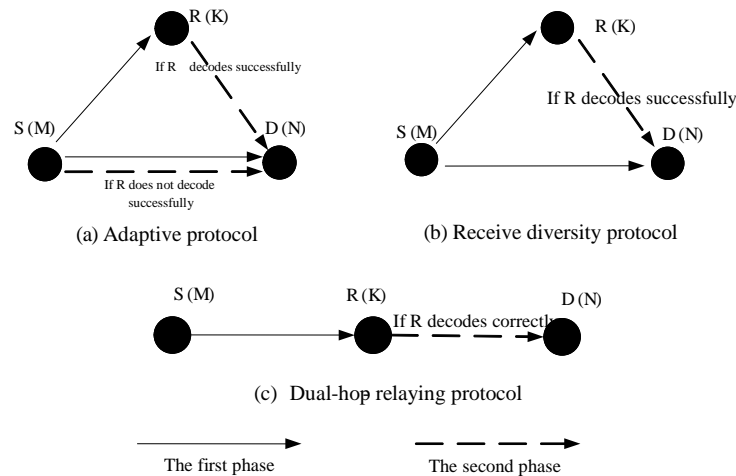 R (K)
If R decodes successfully
S (M)
D (N)
If R does not decode
successfully
(a) Adaptive protocol
R (K)
If R decodes successfully
S (M)
D (N)
(b) Receive diversity protocol
S (M)
R (K)
D (N)
If R decodes correctly
(c) Dual-hop relaying protocol
The first phase
The second phase